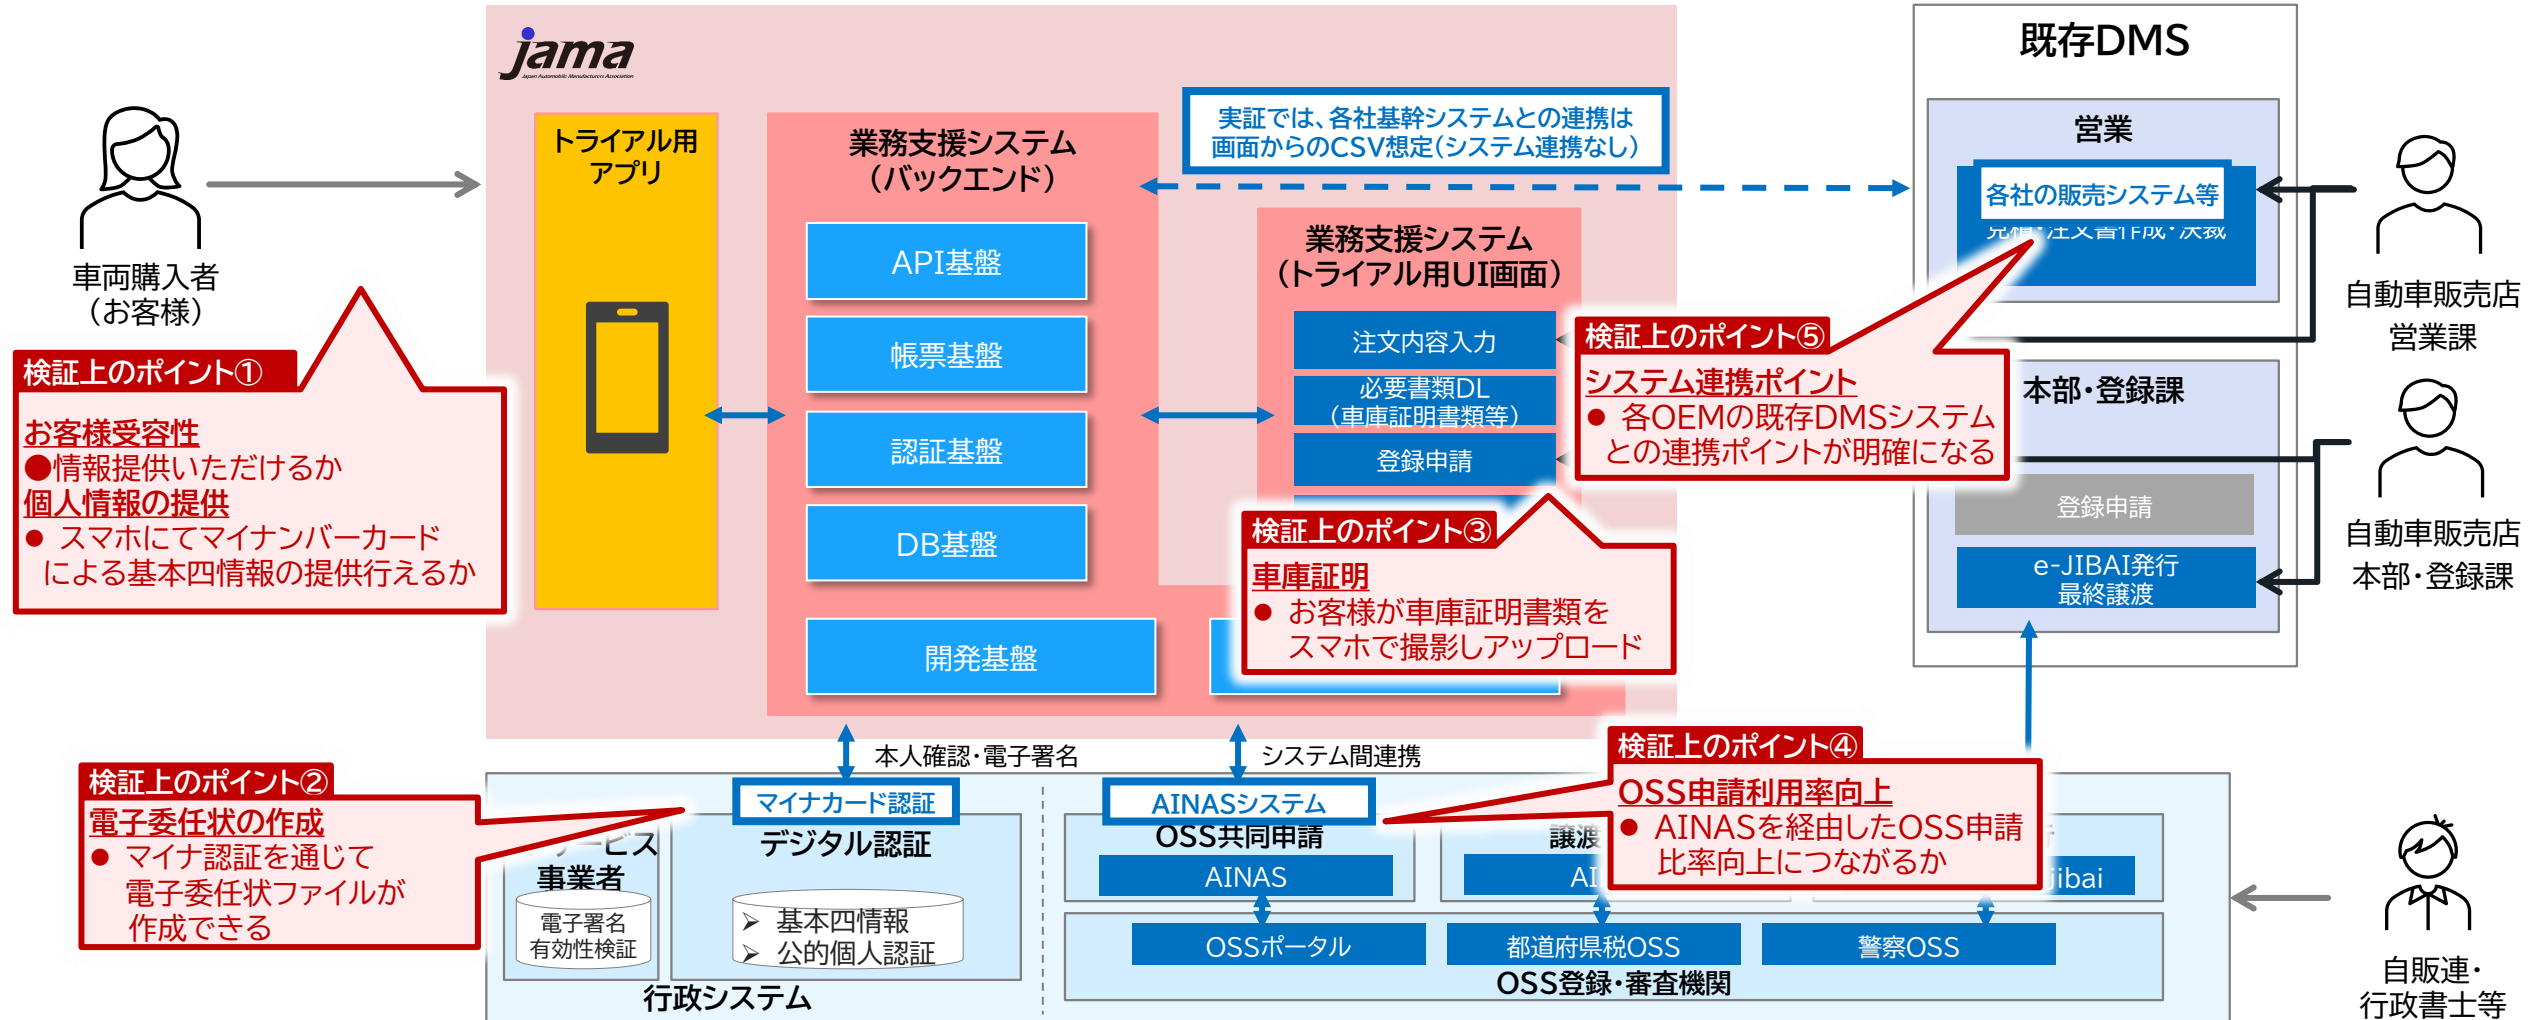 jama
Japan Automobile Manufacturers Association
トライアル用
アプリ
業務支援システム
（バックエンド）
API基盤
帳票基盤
認証基盤
DB基盤
開発基盤
実証では、各社基幹システムとの連携は
画面からのCSV想定（システム連携なし）
業務支援システム
（トライアル用UI画面）
注文内容入力
必要書類DL
（車庫証明書類等）
登録申請
既存DMS
営業
各社の販売システム等
見積・注文書作成・決裁
本部・登録課
登録申請
e-JIBAI発行
最終譲渡
車両購入者
（お客様）
自動車販売店
営業課
自動車販売店
本部・登録課
自販連・
行政書士等
検証上のポイント①
お客様受容性
●情報提供いただけるか
個人情報の提供
● スマホにてマイナンバーカード
による基本四情報の提供行えるか
検証上のポイント⑤
システム連携ポイント
● 各OEMの既存DMSシステム
との連携ポイントが明確になる
検証上のポイント③
車庫証明
● お客様が車庫証明書類を
スマホで撮影しアップロード
検証上のポイント②
電子委任状の作成
● マイナ認証を通じて
電子委任状ファイルが
作成できる
検証上のポイント④
OSS申請利用率向上
● AINASを経由したOSS申請
比率向上につながるか
本人確認・電子署名
システム間連携
マイナカード認証
デジタル認証
➢ 基本四情報
➢ 公的個人認証
サービス
事業者
電子署名
有効性検証
行政システム
AINASシステム
OSS共同申請
AINAS
譲渡
AI
jibai
OSSポータル
都道府県税OSS
警察OSS
OSS登録・審査機関